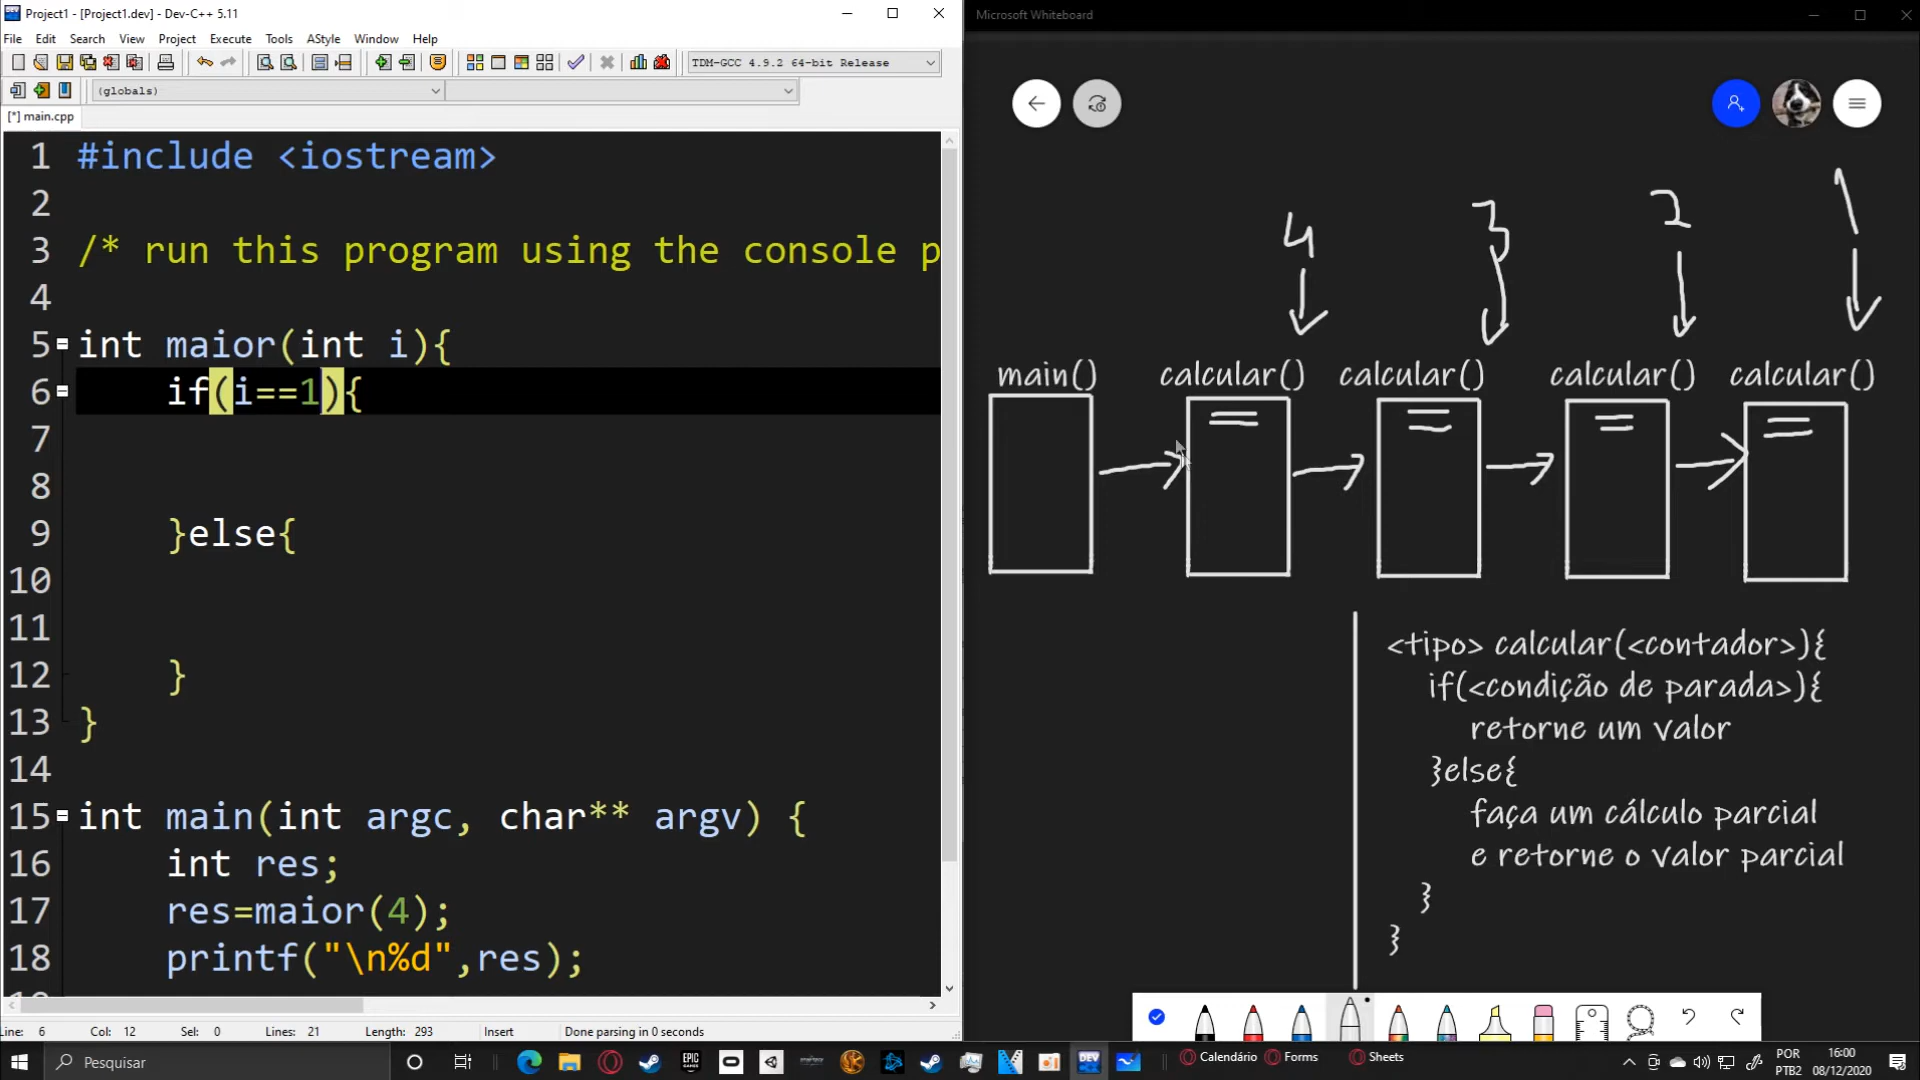 Project1 - [Project1.dev] - Dev-C++ 5.11
File Edit Search View Project Execute Tools AStyle Window Help
TDM-GCC 4.9.2 64-bit Release
(globals)
[*] main.cpp
1 #include <iostream>
2
3 /* run this program using the console p
4
5 int maior(int i){
6 if(i==1){
7
8
9 }else{
10
11
12 }
13 }
14
15 int main(int argc, char** argv) {
16 int res;
17 res=maior(4);
18 printf("\n%d",res);
Line: 6 Col: 12 Sel: 0 Lines: 21 Length: 293 Insert Done parsing in 0 seconds
Microsoft Whiteboard
4 3 2 1
main() calcular() calcular() calcular() calcular()
<tipo> calcular(<contador>){
if(<condição de parada>){
retorne um valor
}else{
faça um cálculo parcial
e retorne o valor parcial
}
}
Pesquisar
EPIC GAMES
DEV
Calendário Forms Sheets
POR
PTB2
16:00
08/12/2020